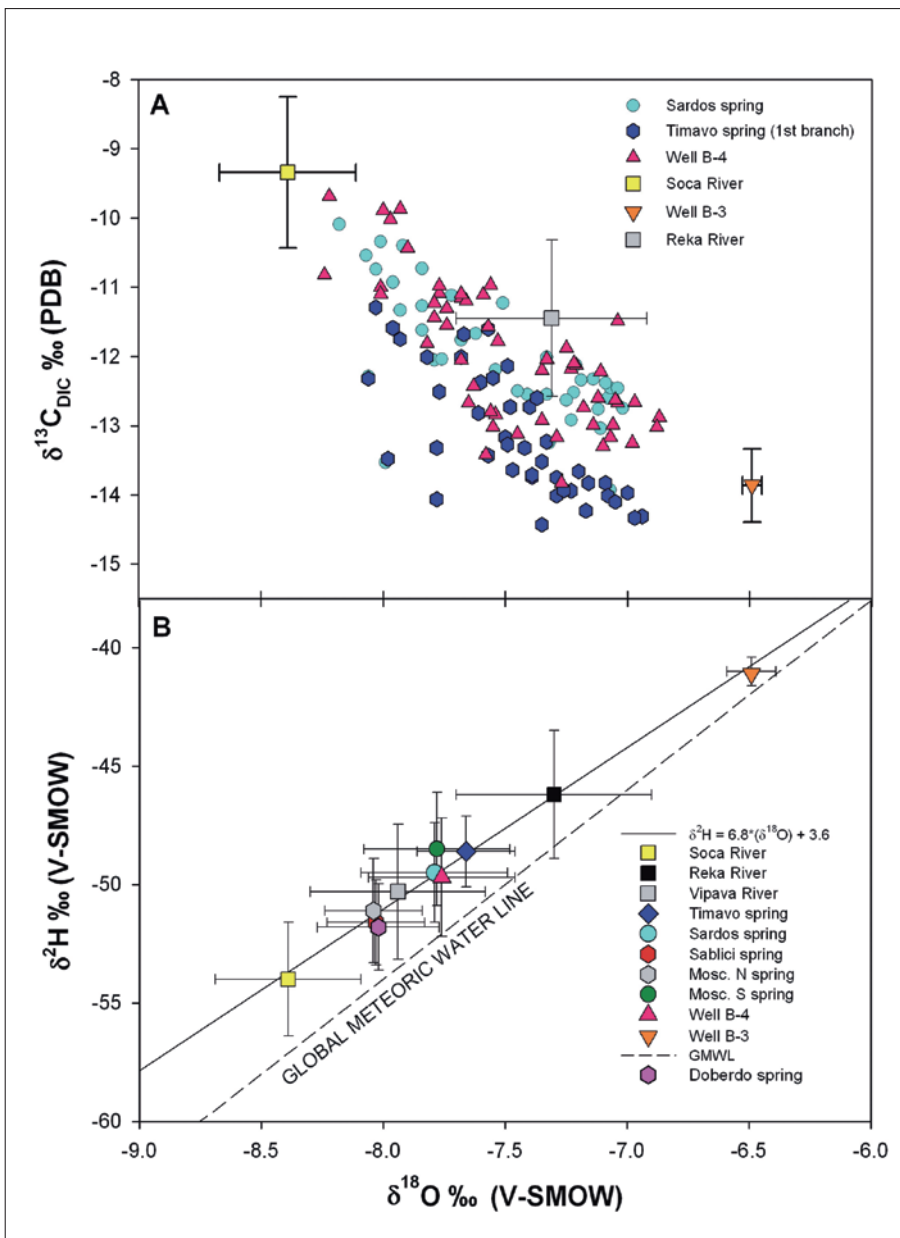 A
-8
-9
-10
-11
-12
-13
-14
-15
δ13CDIC ‰ (PDB)
Sardos spring
Timavo spring (1st branch)
Well B-4
Soca River
Well B-3
Reka River
B
-40
-45
-50
-55
-60
δ2H ‰ (V-SMOW)
GLOBAL METEORIC WATER LINE
δ2H = 6.8*(δ18O) + 3.6
Soca River
Reka River
Vipava River
Timavo spring
Sardos spring
Sablici spring
Mosc. N spring
Mosc. S spring
Well B-4
Well B-3
GMWL
Doberdo spring
-9.0 -8.5 -8.0 -7.5 -7.0 -6.5 -6.0
δ18O ‰ (V-SMOW)